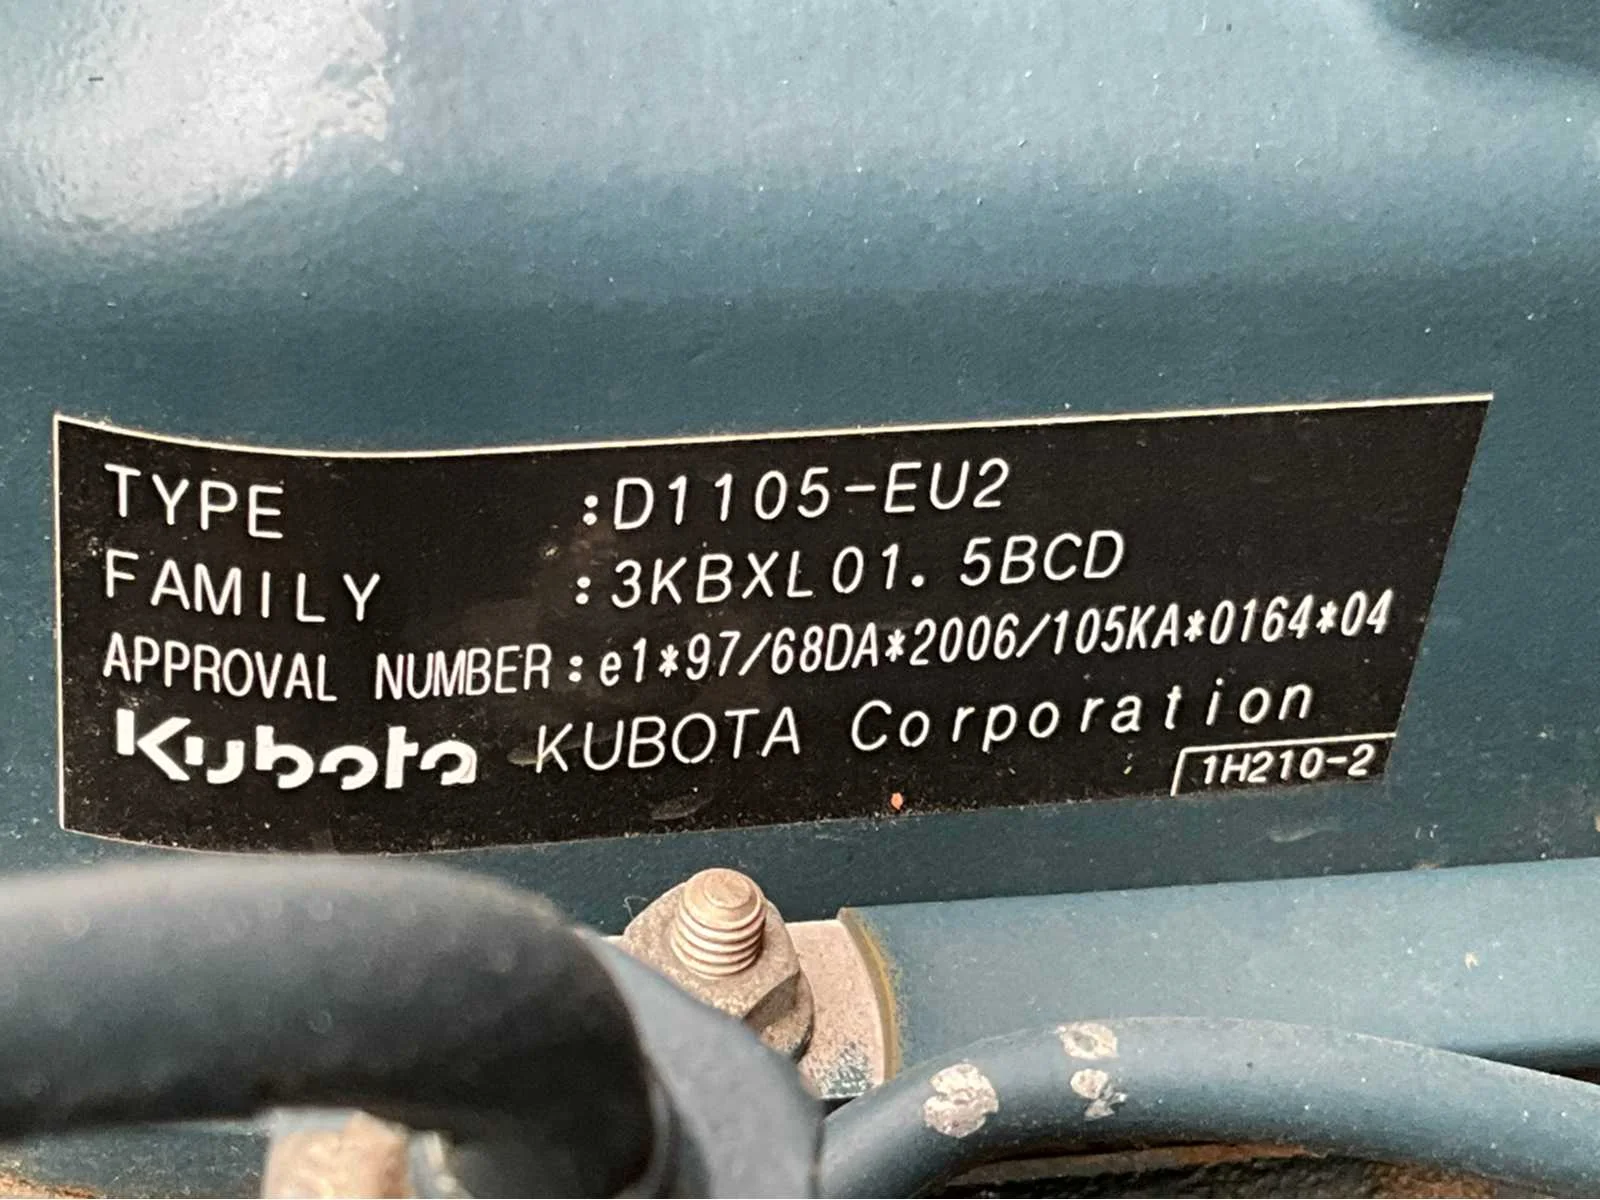 TYPE :D1105-EU2
FAMILY :3KBXL01.5BCD
APPROVAL NUMBER:e1*97/68DA*2006/105KA*0164*04
Kubota KUBOTA Corporation
1H210-2